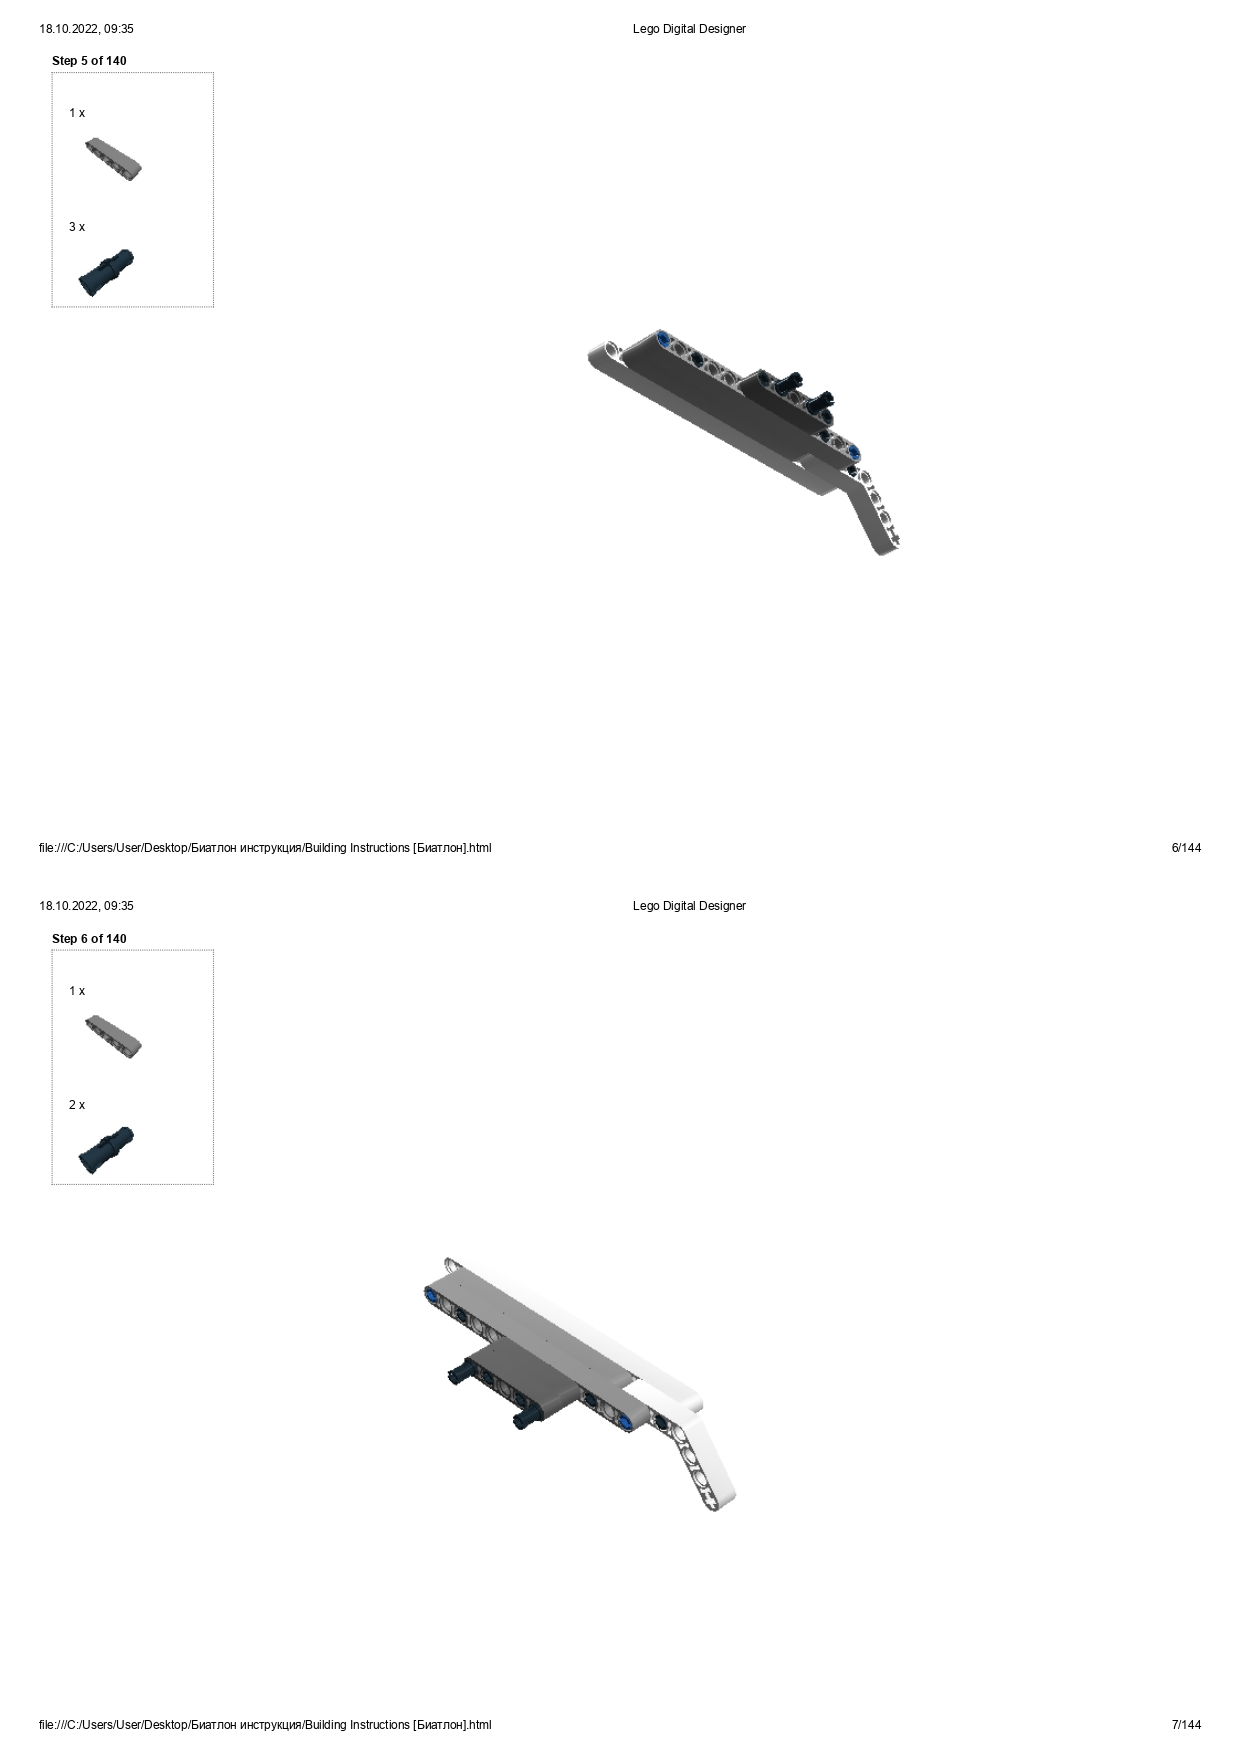 18.10.2022, 09:35 Lego Digital Designer
Step 5 of 140
1 x
3 x
file:///C:/Users/User/Desktop/Биатлон инструкция/Building Instructions [Биатлон].html 6/144
18.10.2022, 09:35 Lego Digital Designer
Step 6 of 140
1 x
2 x
file:///C:/Users/User/Desktop/Биатлон инструкция/Building Instructions [Биатлон].html 7/144